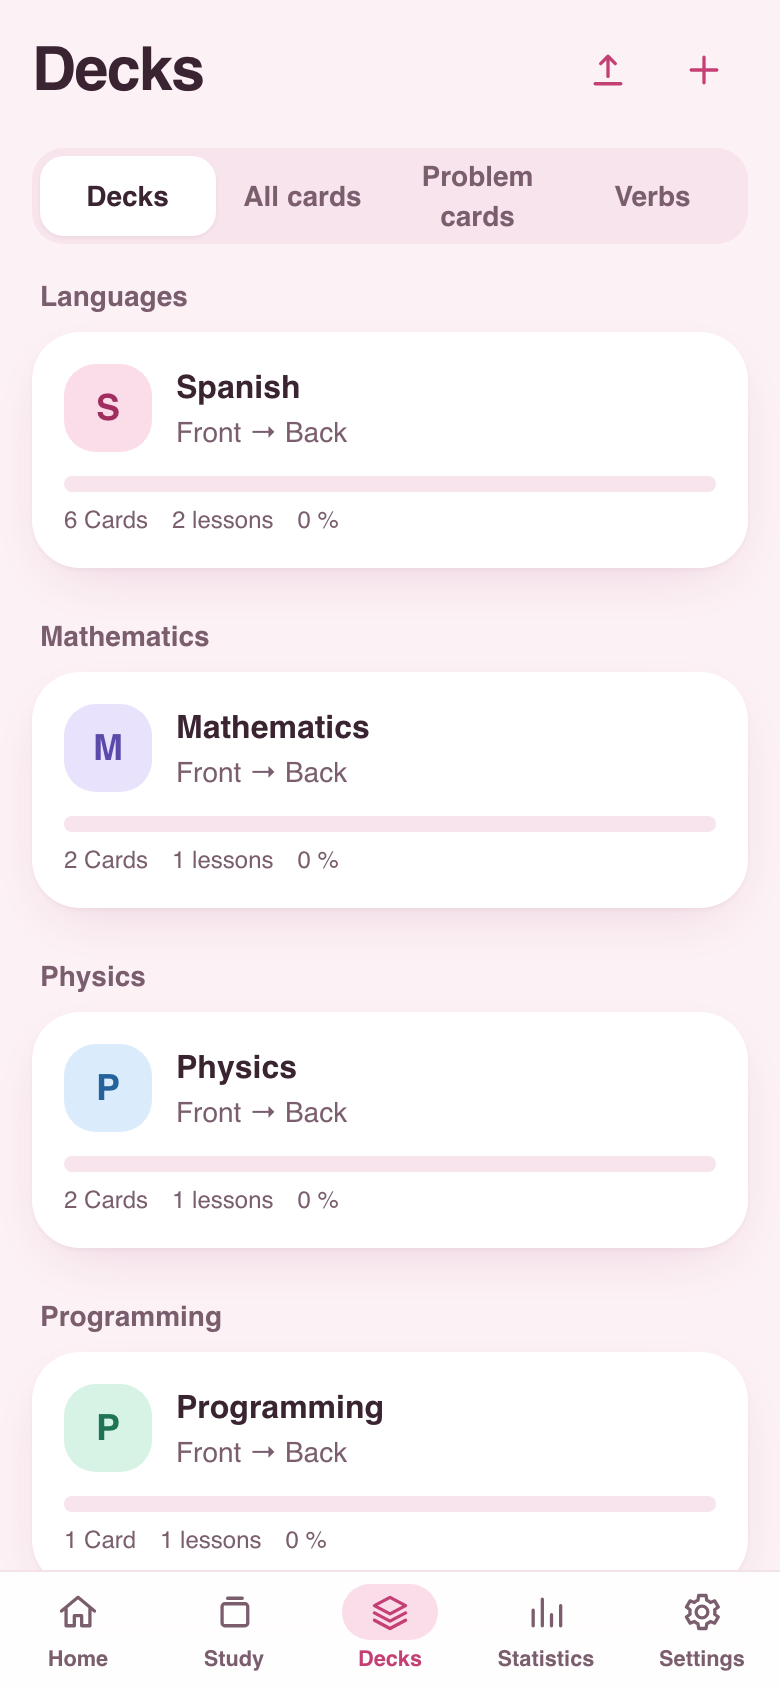 Decks
Decks
All cards
Problem
cards
Verbs
Languages
S
Spanish
Front → Back
6 Cards 2 lessons 0 %
Mathematics
M
Mathematics
Front → Back
2 Cards 1 lessons 0 %
Physics
P
Physics
Front → Back
2 Cards 1 lessons 0 %
Programming
P
Programming
Front → Back
1 Card 1 lessons 0 %
Home
Study
Decks
Statistics
Settings